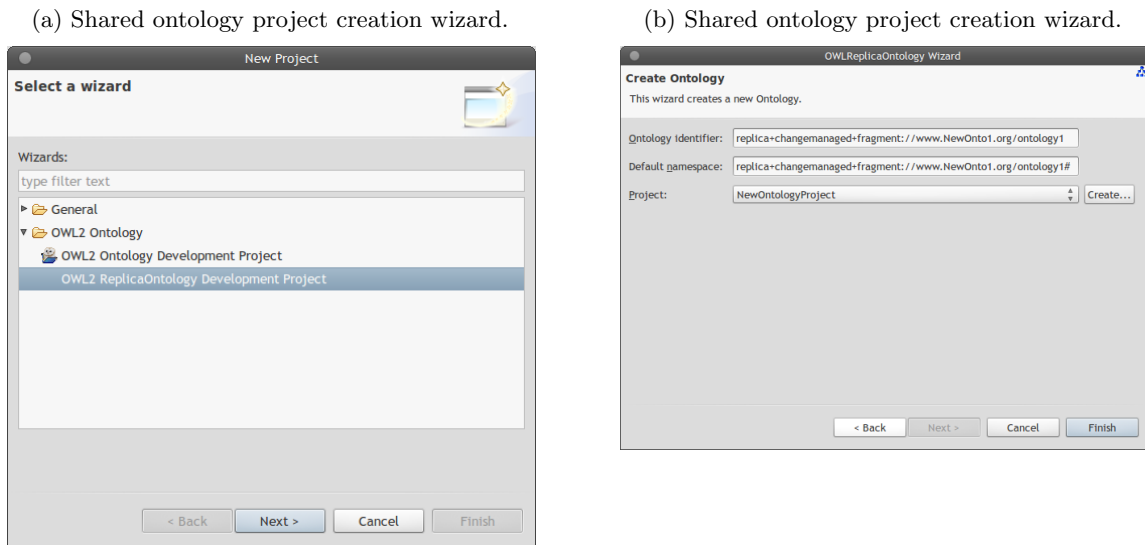 (a) Shared ontology project creation wizard.
New Project
Select a wizard
Wizards:
type filter text
General
OWL2 Ontology
OWL2 Ontology Development Project
OWL2 ReplicaOntology Development Project
< Back Next > Cancel Finish
(b) Shared ontology project creation wizard.
OWLReplicaOntology Wizard
Create Ontology
This wizard creates a new Ontology.
Ontology identifier: replica+changemanaged+fragment://www.NewOnto1.org/ontology1
Default namespace: replica+changemanaged+fragment://www.NewOnto1.org/ontology1#
Project: NewOntologyProject Create...
< Back Next > Cancel Finish